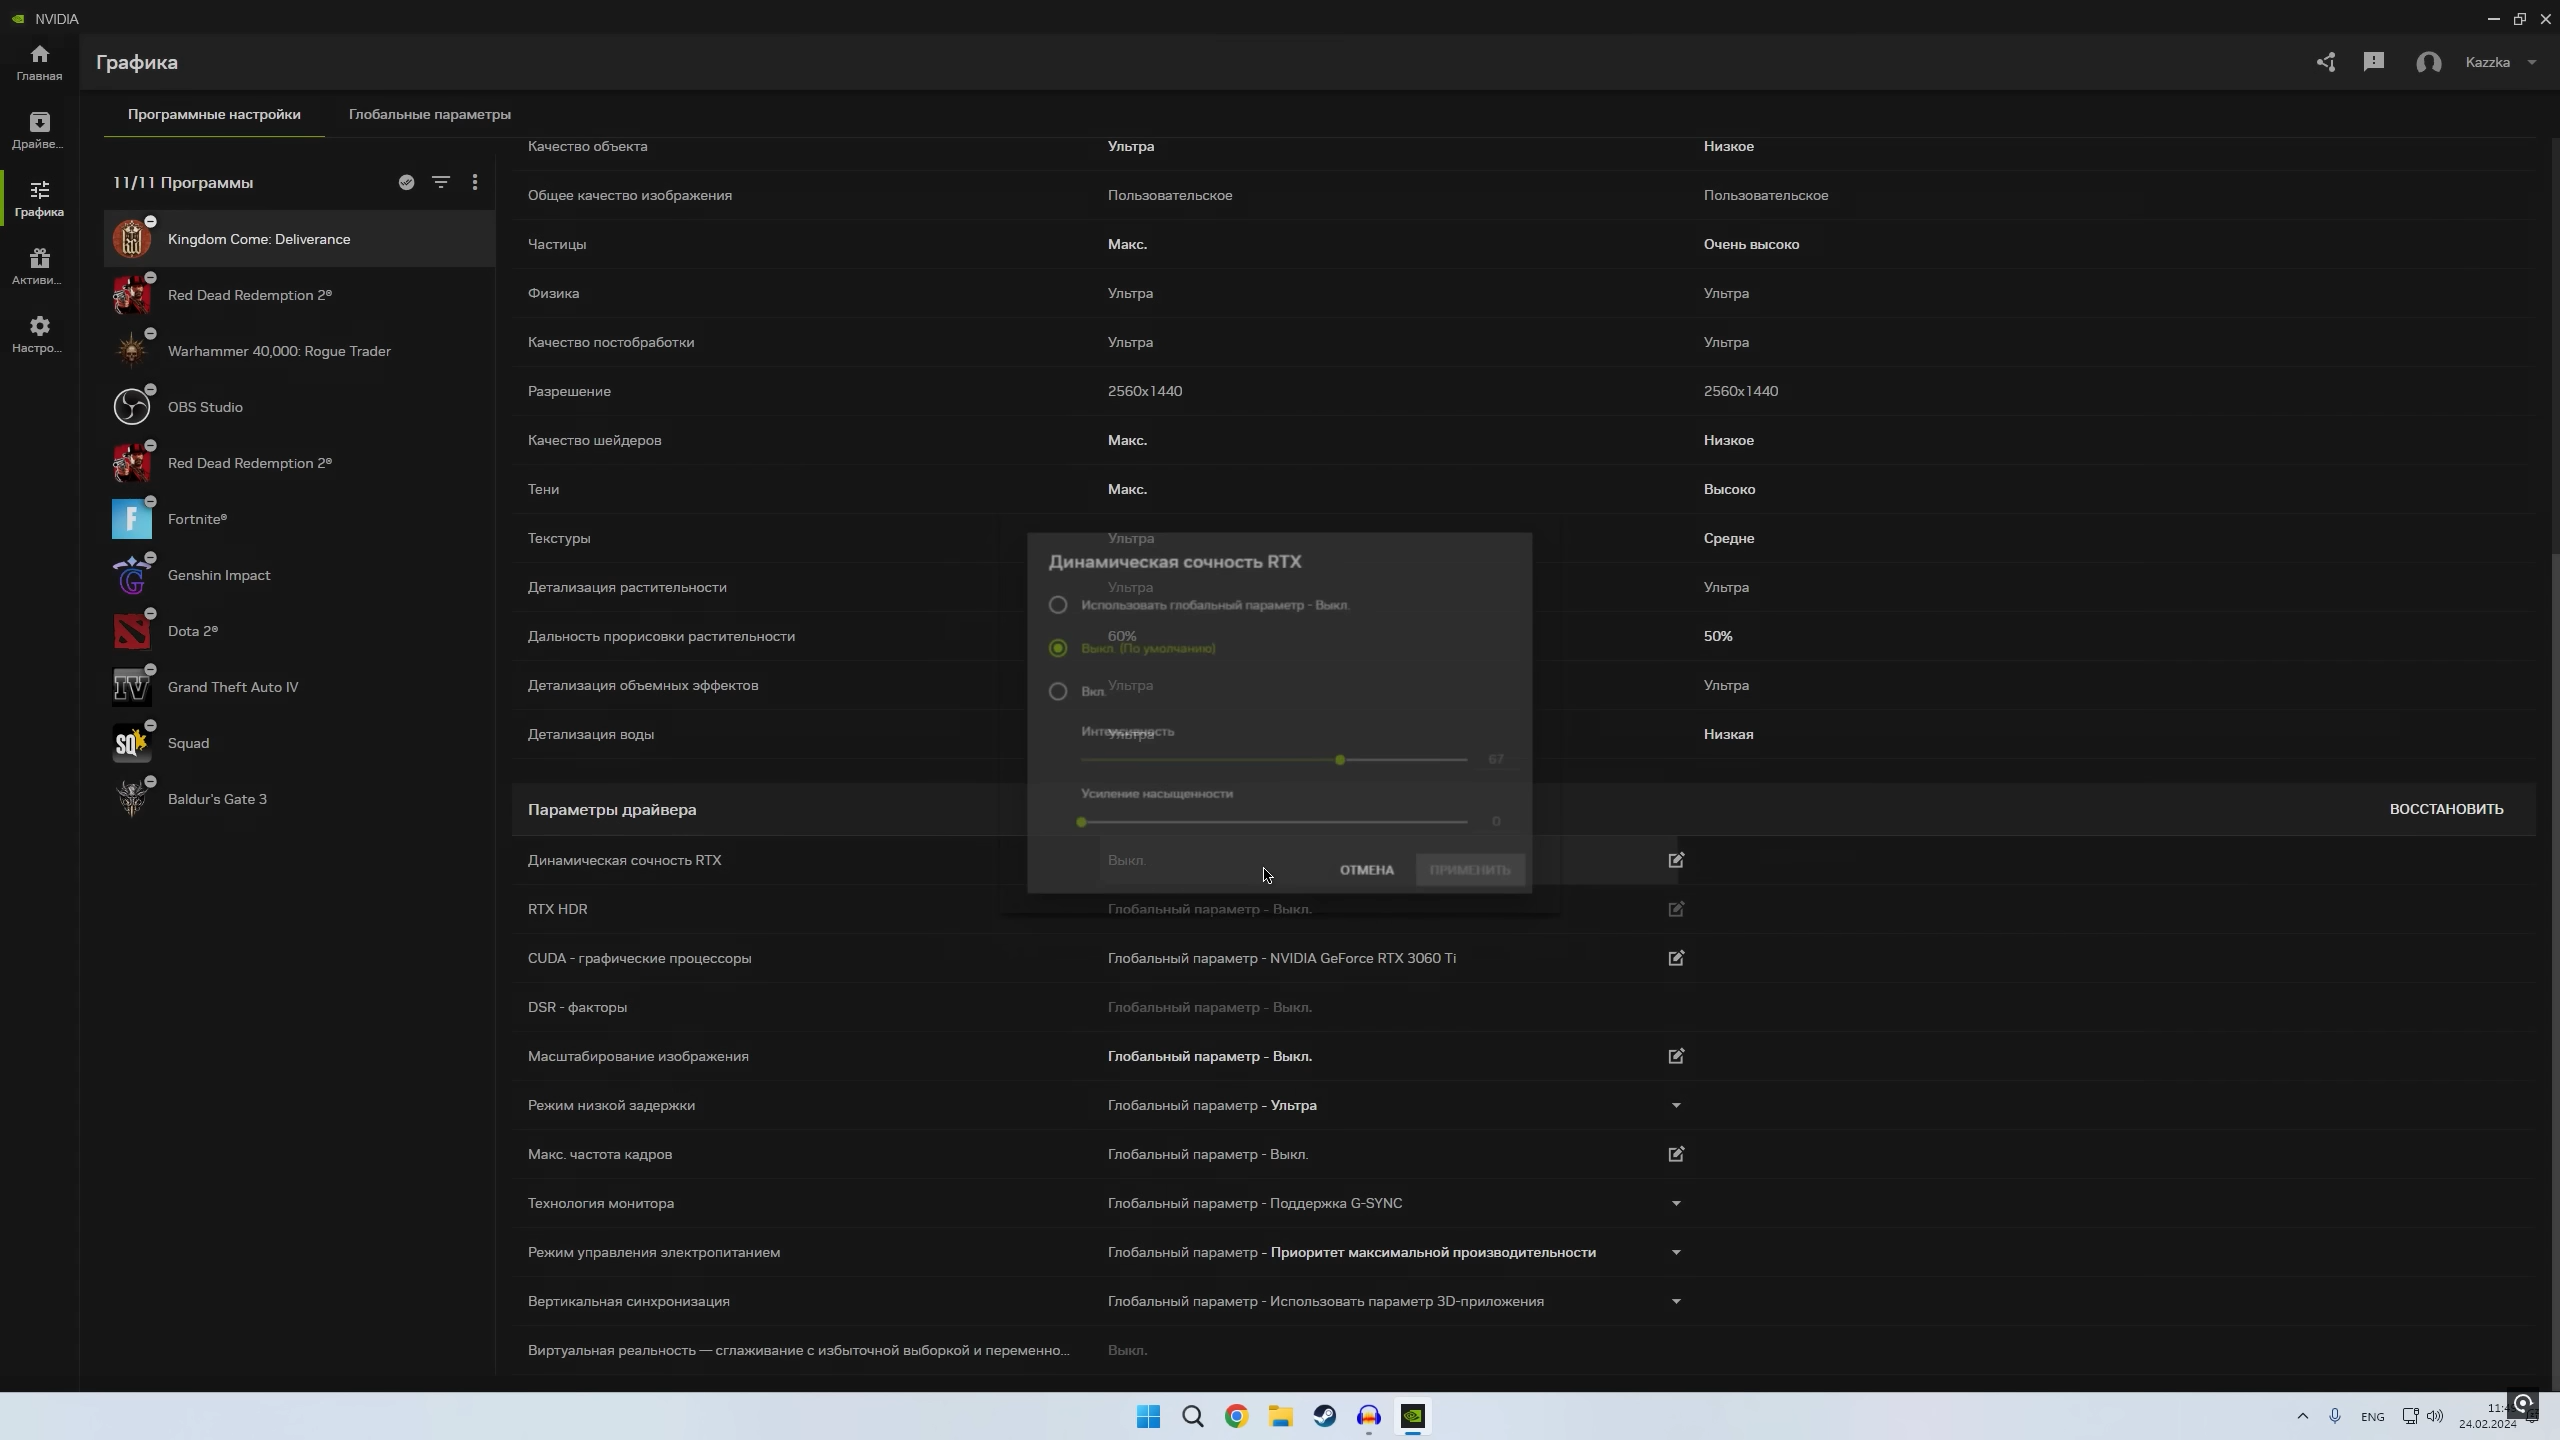 NVIDIA
Главная
Драйве...
Графика
Активи...
Настро...
Графика
Kazzka
Программные настройки
Глобальные параметры
11/11 Программы
Kingdom Come: Deliverance
Red Dead Redemption 2®
Warhammer 40,000: Rogue Trader
OBS Studio
Red Dead Redemption 2®
Fortnite®
Genshin Impact
Dota 2®
Grand Theft Auto IV
Squad
Baldur's Gate 3
Качество объекта Ультра Низкое
Общее качество изображения Пользовательское Пользовательское
Частицы Макс. Очень высоко
Физика Ультра Ультра
Качество постобработки Ультра Ультра
Разрешение 2560x1440 2560x1440
Качество шейдеров Макс. Низкое
Тени Макс. Высоко
Текстуры Ультра Средне
Детализация растительности Ультра Ультра
Дальность прорисовки растительности 60% 50%
Детализация объемных эффектов Ультра Ультра
Детализация воды Ультра Низкая
Динамическая сочность RTX
Использовать глобальный параметр - Выкл.
Выкл. (По умолчанию)
Вкл.
Интенсивность
67
Усиление насыщенности
0
ОТМЕНА
ПРИМЕНИТЬ
Параметры драйвера
ВОССТАНОВИТЬ
Динамическая сочность RTX Выкл.
RTX HDR Глобальный параметр - Выкл.
CUDA - графические процессоры Глобальный параметр - NVIDIA GeForce RTX 3060 Ti
DSR - факторы Глобальный параметр - Выкл.
Масштабирование изображения Глобальный параметр - Выкл.
Режим низкой задержки Глобальный параметр - Ультра
Макс. частота кадров Глобальный параметр - Выкл.
Технология монитора Глобальный параметр - Поддержка G-SYNC
Режим управления электропитанием Глобальный параметр - Приоритет максимальной производительности
Вертикальная синхронизация Глобальный параметр - Использовать параметр 3D-приложения
Виртуальная реальность — сглаживание с избыточной выборкой и переменно... Выкл.
ENG
24.02.2024